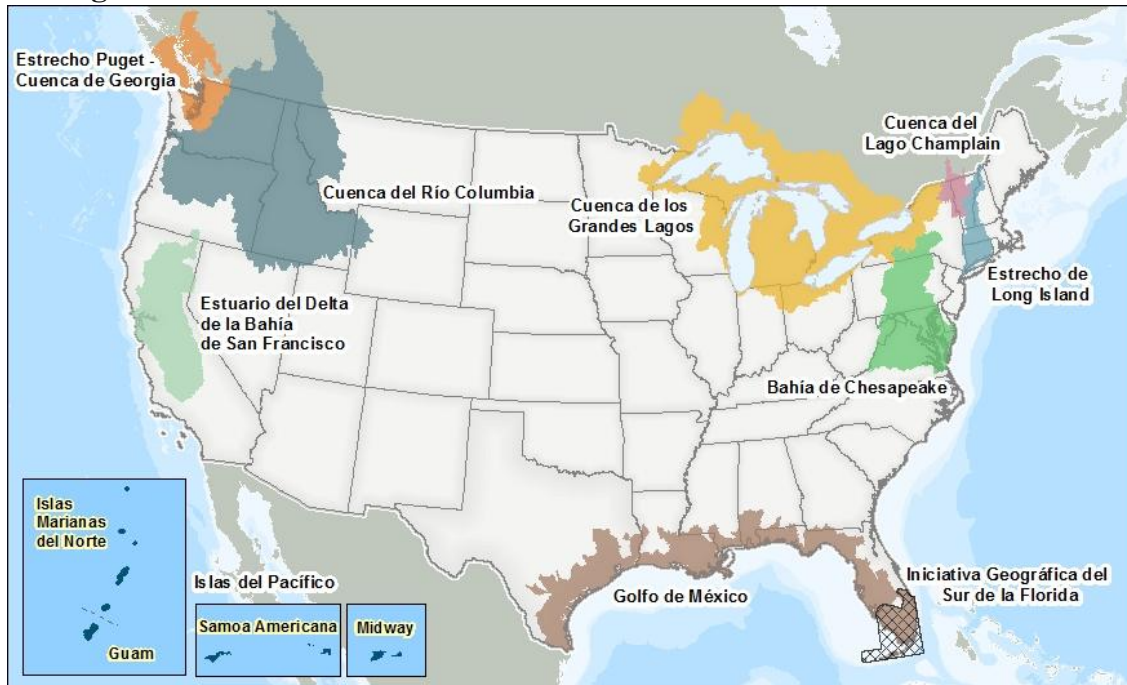 Estrecho Puget -
Cuenca de Georgia
Cuenca del
Lago Champlain
Cuenca del Río Columbia
Cuenca de los
Grandes Lagos
Estrecho de
Long Island
Estuario del Delta
de la Bahía
de San Francisco
Bahía de Chesapeake
Islas
Marianas
del Norte
Guam
Islas del Pacífico
Samoa Americana
Midway
Golfo de México
Iniciativa Geográfica del
Sur de la Florida